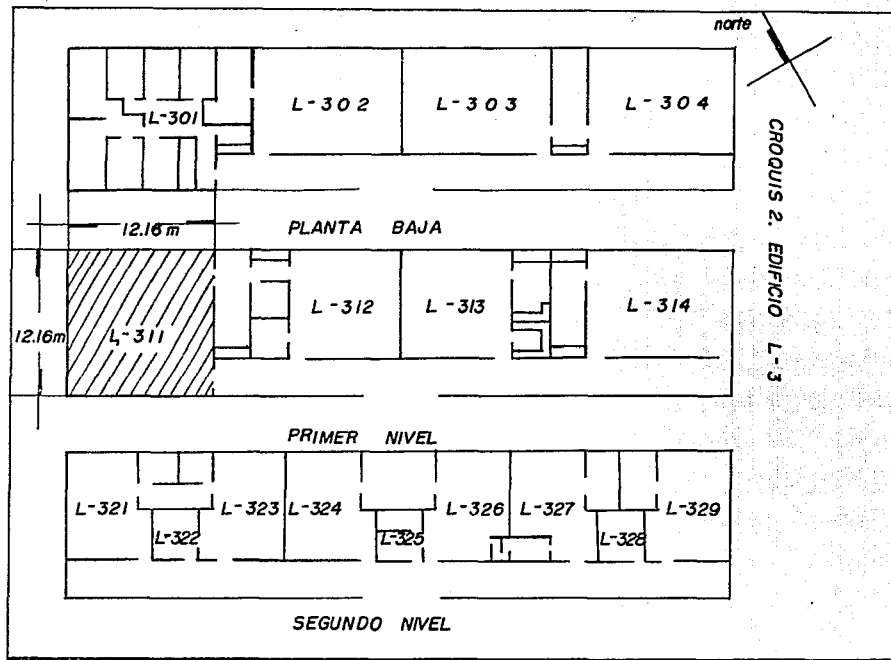 norte
L-301
L-302
L-303
L-304
12.16 m
PLANTA BAJA
12.16m
L-311
L-312
L-313
L-314
PRIMER NIVEL
L-321
L-322
L-323
L-324
L-325
L-326
L-327
L-328
L-329
SEGUNDO NIVEL
CROQUIS 2. EDIFICIO L-3